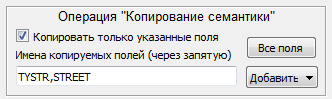 Операция "Копирование семантики"
Копировать только указанные поля
Все поля
Имена копируемых полей (через запятую)
TYSTR,STREET
Добавить